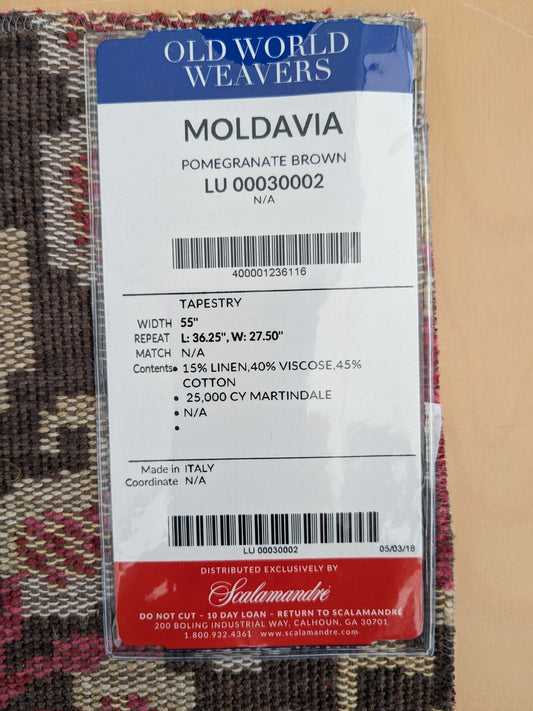 OLD WORLD
WEAVERS
MOLDAVIA
POMEGRANATE BROWN
LU 00030002
N/A
400001236116
TAPESTRY
WIDTH 55"
REPEAT L: 36.25", W: 27.50"
MATCH N/A
Contents• 15% LINEN,40% VISCOSE,45%
COTTON
• 25,000 CY MARTINDALE
• N/A
•
Made in ITALY
Coordinate N/A
LU 00030002 05/03/18
DISTRIBUTED EXCLUSIVELY BY
Scalamandré
DO NOT CUT – 10 DAY LOAN – RETURN TO SCALAMANDRÉ
200 BOLING INDUSTRIAL WAY, CALHOUN, GA 30701
1.800.932.4361 www.scalamandre.com